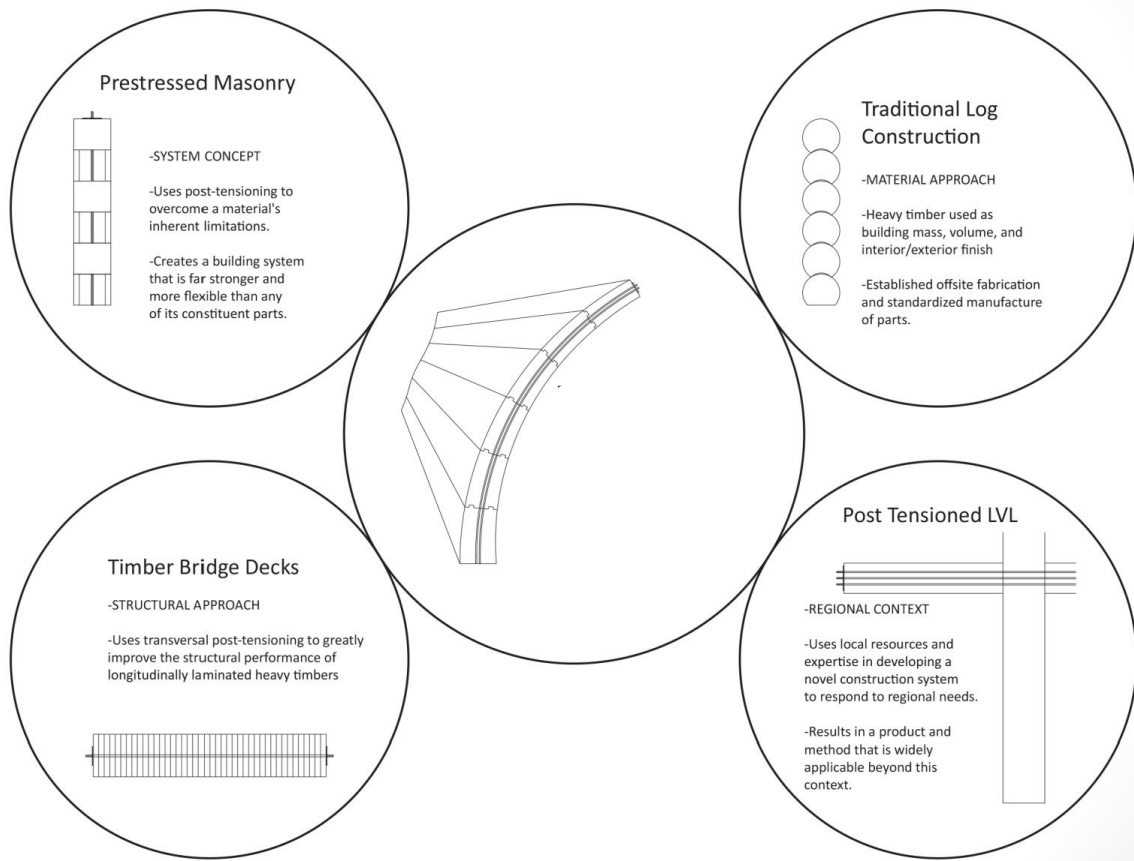 Prestressed Masonry
-SYSTEM CONCEPT
-Uses post-tensioning to
overcome a material's
inherent limitations.
-Creates a building system
that is far stronger and
more flexible than any
of its constituent parts.
Traditional Log
Construction
-MATERIAL APPROACH
-Heavy timber used as
building mass, volume, and
interior/exterior finish
-Established offsite fabrication
and standardized manufacture
of parts.
Timber Bridge Decks
-STRUCTURAL APPROACH
-Uses transversal post-tensioning to greatly
improve the structural performance of
longitudinally laminated heavy timbers
Post Tensioned LVL
-REGIONAL CONTEXT
-Uses local resources and
expertise in developing a
novel construction system
to respond to regional needs.
-Results in a product and
method that is widely
applicable beyond this
context.